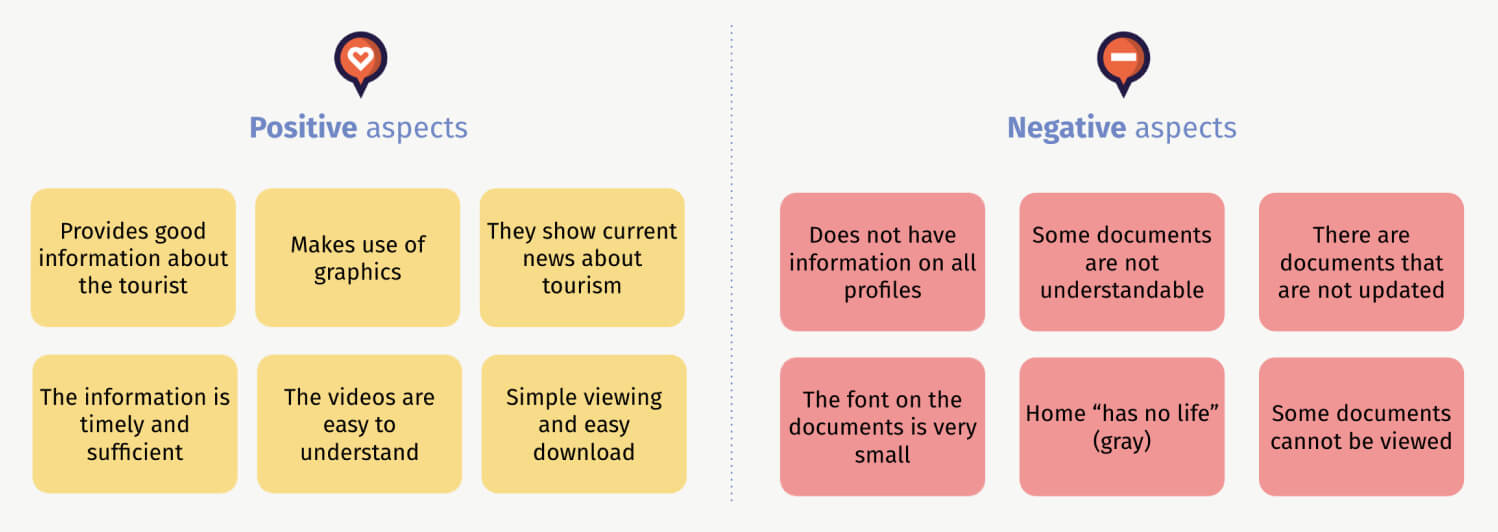 Positive aspects
Provides good
information about
the tourist
Makes use of
graphics
They show current
news about
tourism
The information is
timely and
sufficient
The videos are
easy to
understand
Simple viewing
and easy
download
Negative aspects
Does not have
information on all
profiles
Some documents
are not
understandable
There are
documents that
are not updated
The font on the
documents is very
small
Home “has no life”
(gray)
Some documents
cannot be viewed